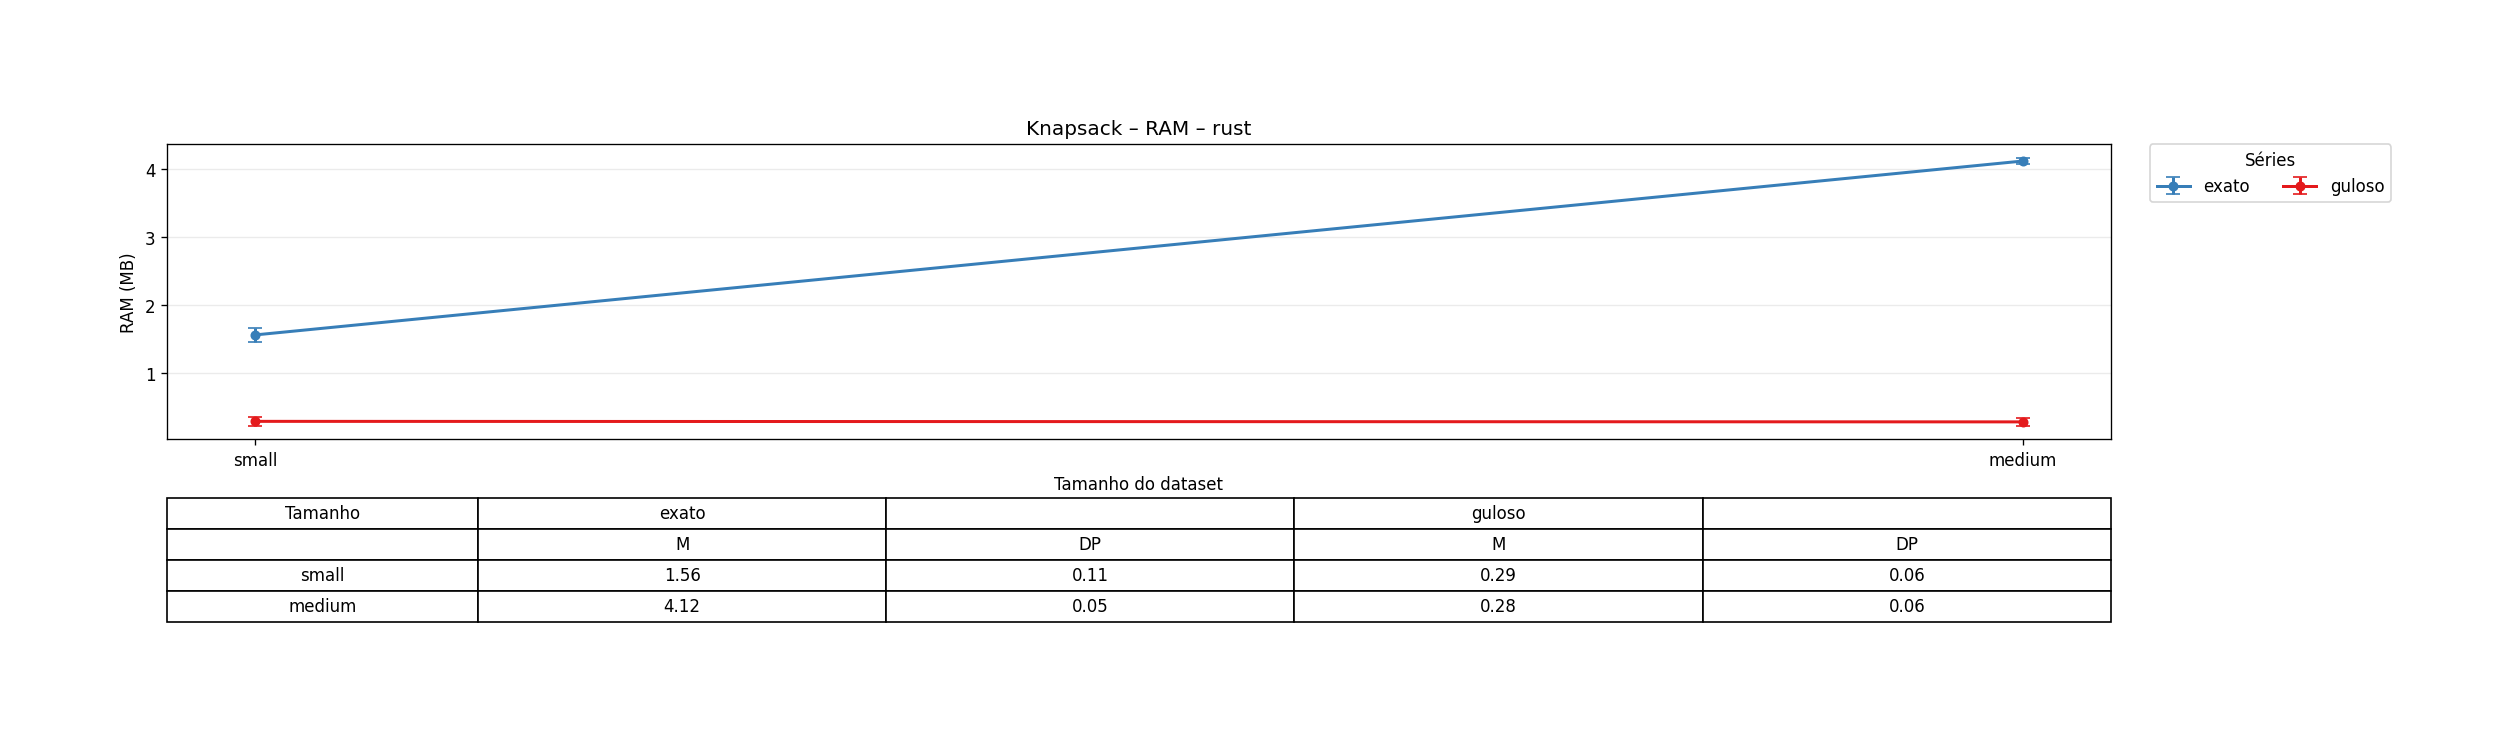 Knapsack – RAM – rust
Séries
exato guloso
RAM (MB)
4
3
2
1
small medium
Tamanho do dataset
Tamanho exato guloso
M DP M DP
small 1.56 0.11 0.29 0.06
medium 4.12 0.05 0.28 0.06